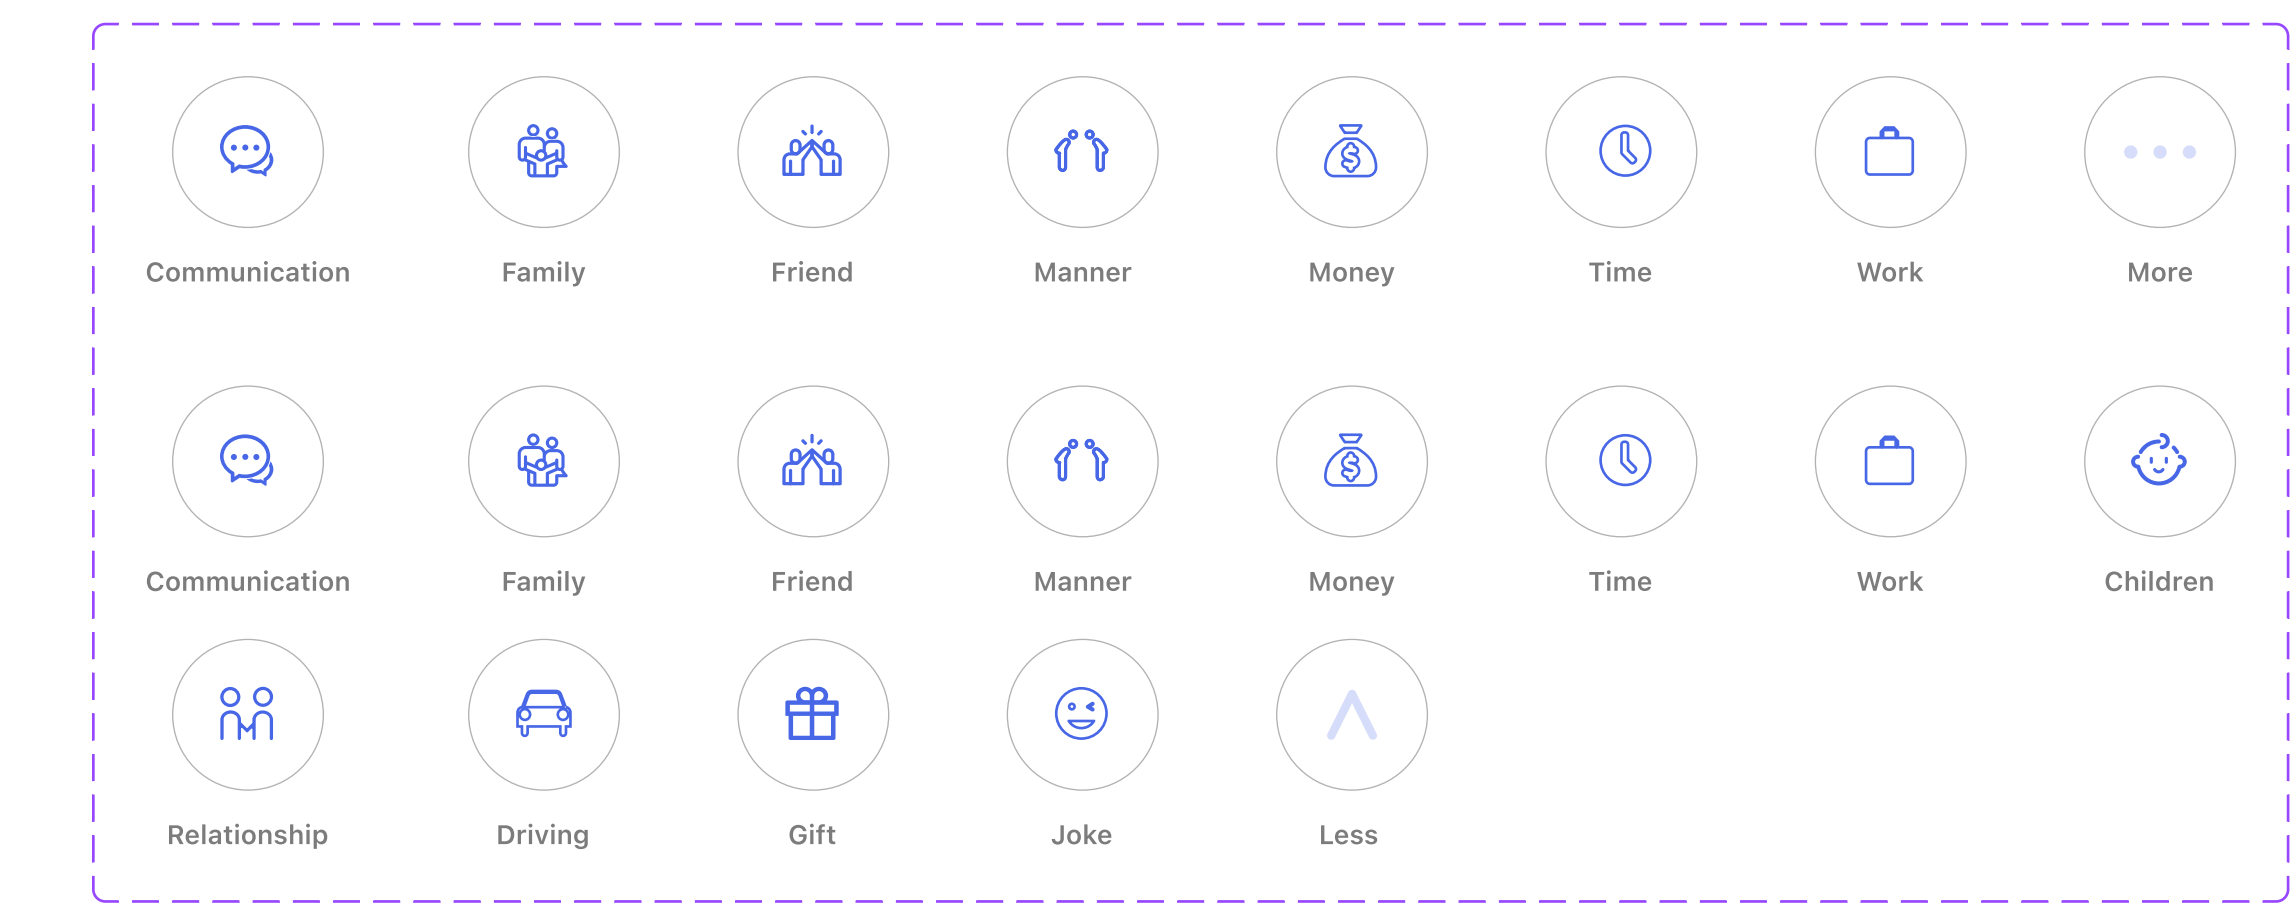 Communication Family Friend Manner Money Time Work More
Communication Family Friend Manner Money Time Work Children
Relationship Driving Gift Joke Less